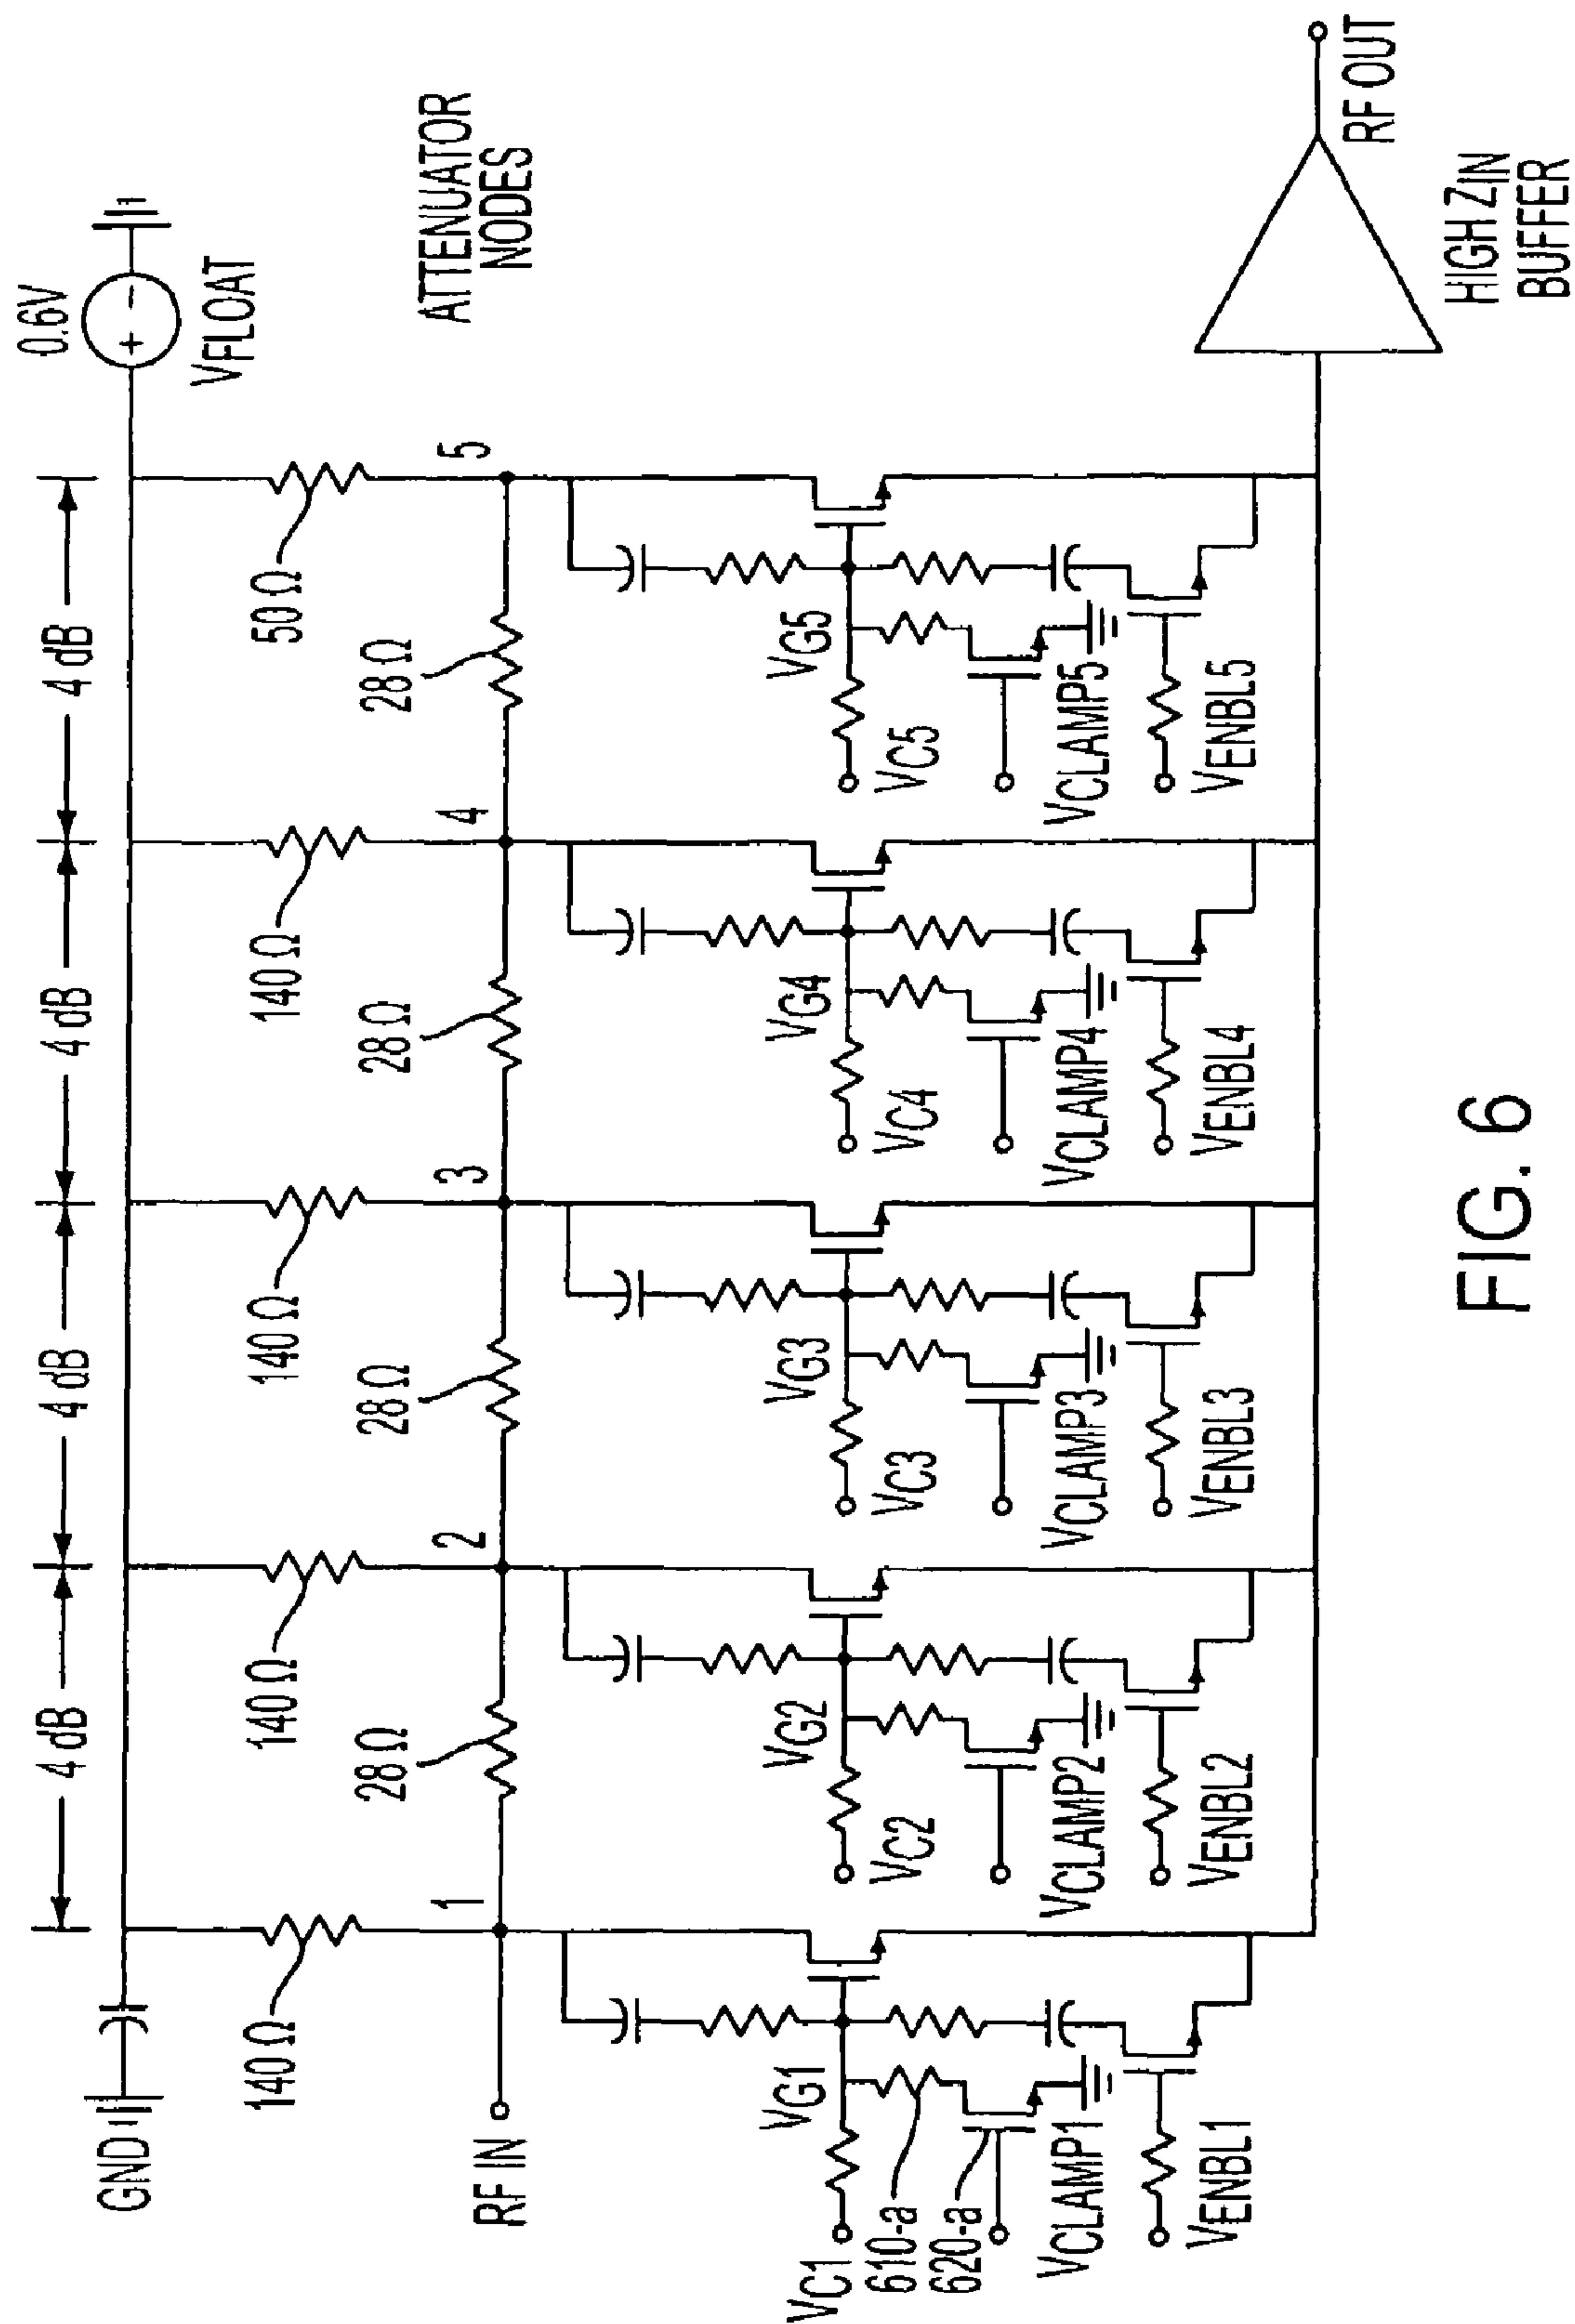 4 dB
4 dB
4 dB
4 dB
0.6V
GND
VFLOAT
140 Ω
140 Ω
140 Ω
140 Ω
50 Ω
28 Ω
28 Ω
28 Ω
28 Ω
1
2
3
4
5
ATTENUATOR
NODES
RF IN
VG1
VG2
VG3
VG4
VG5
VC1
VC2
VC3
VC4
VC5
610-a
620-a
VCLAMP1
VCLAMP2
VCLAMP3
VCLAMP4
VCLAMP5
VENBL1
VENBL2
VENBL3
VENBL4
VENBL5
RF OUT
HIGH ZIN
BUFFER
FIG. 6